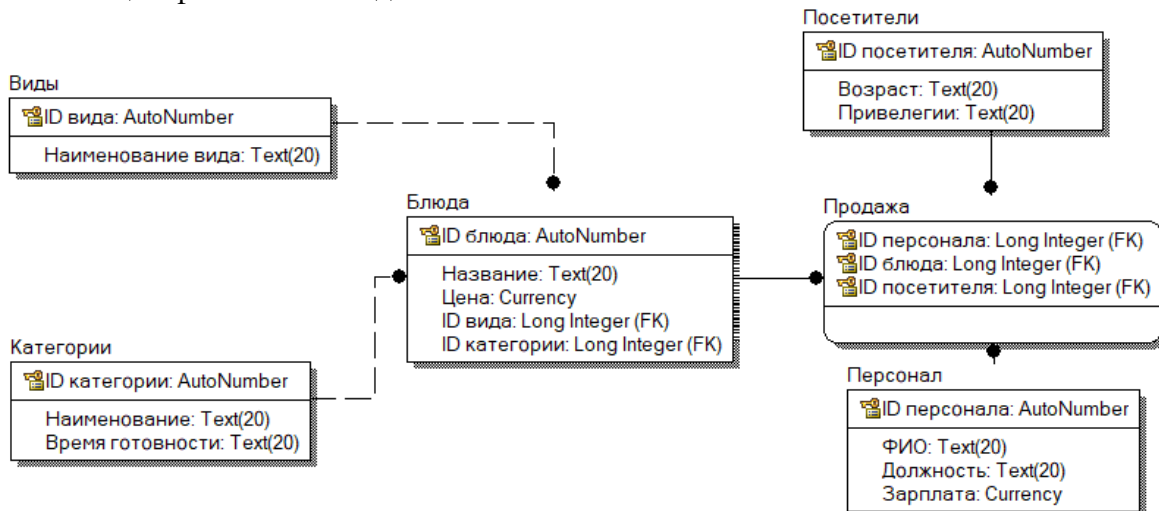 Посетители
ID посетителя: AutoNumber
Возраст: Text(20)
Привелегии: Text(20)
Виды
ID вида: AutoNumber
Наименование вида: Text(20)
Блюда
ID блюда: AutoNumber
Название: Text(20)
Цена: Currency
ID вида: Long Integer (FK)
ID категории: Long Integer (FK)
Продажа
ID персонала: Long Integer (FK)
ID блюда: Long Integer (FK)
ID посетителя: Long Integer (FK)
Категории
ID категории: AutoNumber
Наименование: Text(20)
Время готовности: Text(20)
Персонал
ID персонала: AutoNumber
ФИО: Text(20)
Должность: Text(20)
Зарплата: Currency